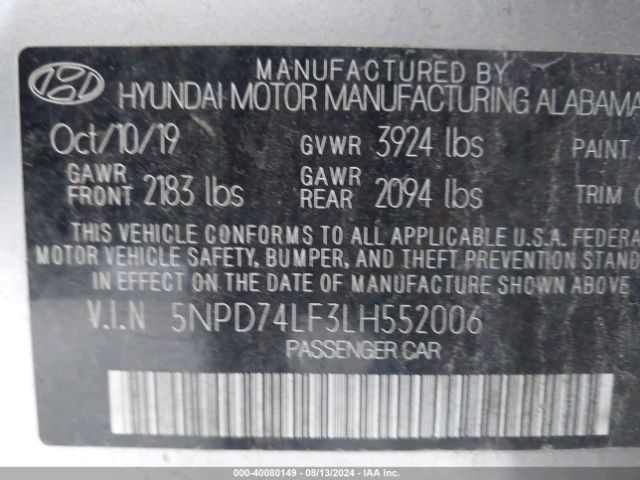 MANUFACTURED BY
HYUNDAI MOTOR MANUFACTURING ALABAMA
Oct/10/19 GVWR 3924 lbs PAINT
GAWR FRONT 2183 lbs GAWR REAR 2094 lbs TRIM
THIS VEHICLE CONFORMS TO ALL APPLICABLE U.S.A. FEDERA
MOTOR VEHICLE SAFETY, BUMPER, AND THEFT PREVENTION STAND
IN EFFECT ON THE DATE OF MANUFACTURE SHOWN ABOVE.
V.I.N 5NPD74LF3LH552006
PASSENGER CAR
000-40080149 - 08/13/2024 - IAA Inc.